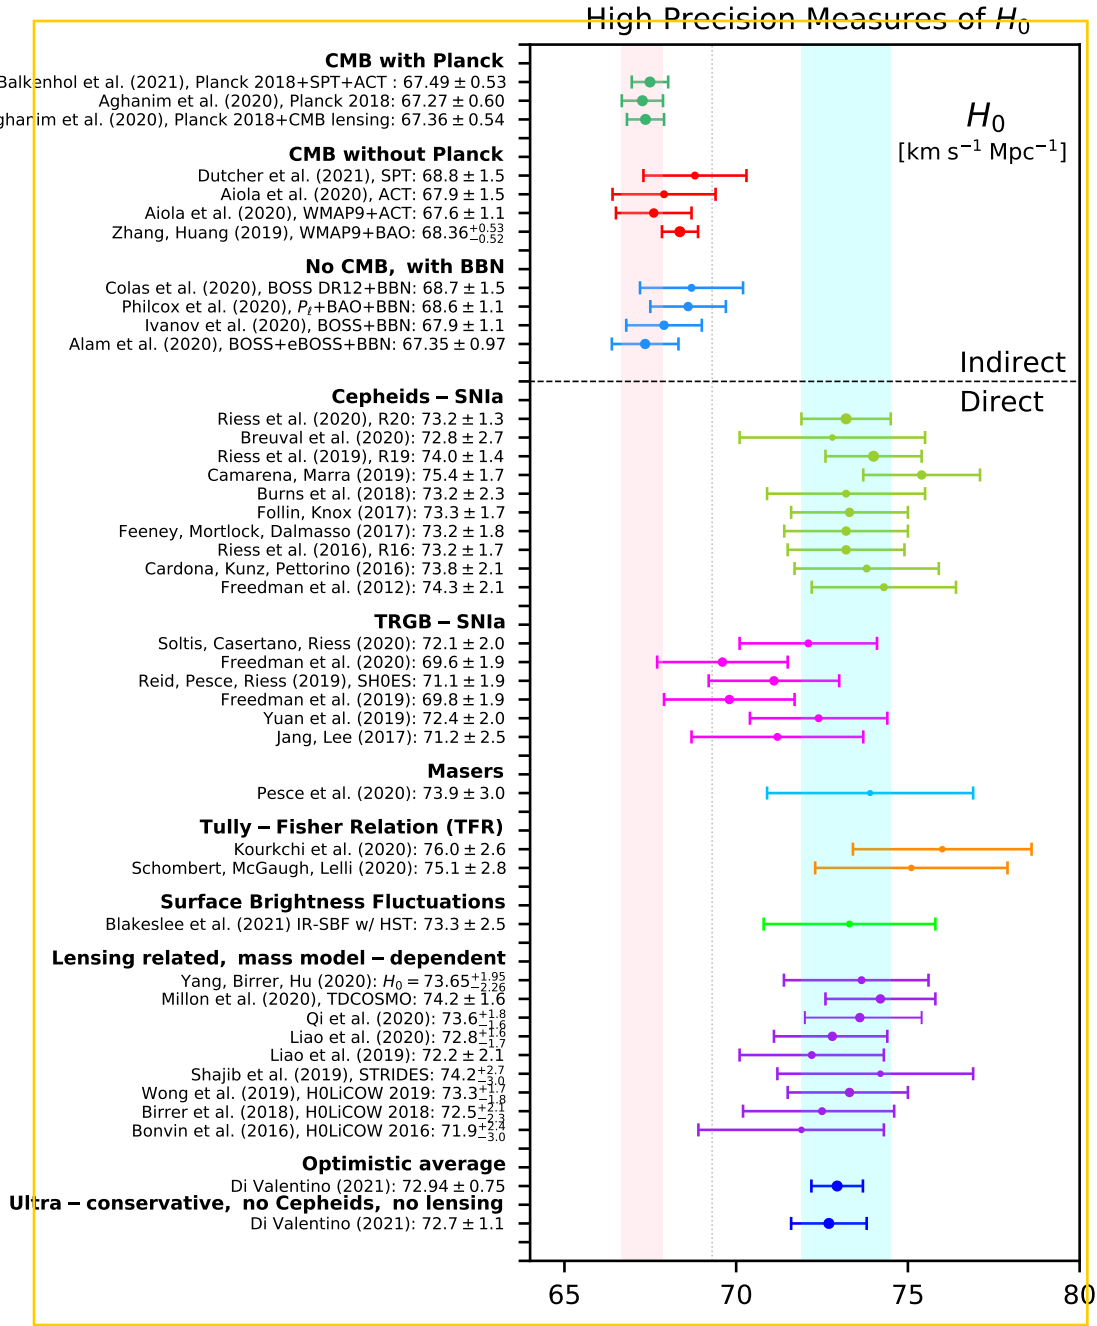 High Precision Measures of H₀
CMB with Planck
Balkenhol et al. (2021), Planck 2018+SPT+ACT : 67.49 ± 0.53
Aghanim et al. (2020), Planck 2018: 67.27 ± 0.60
ghanim et al. (2020), Planck 2018+CMB lensing: 67.36 ± 0.54
H₀
[km s⁻¹ Mpc⁻¹]
CMB without Planck
Dutcher et al. (2021), SPT: 68.8 ± 1.5
Aiola et al. (2020), ACT: 67.9 ± 1.5
Aiola et al. (2020), WMAP9+ACT: 67.6 ± 1.1
Zhang, Huang (2019), WMAP9+BAO: 68.36+0.53−0.52
No CMB, with BBN
Colas et al. (2020), BOSS DR12+BBN: 68.7 ± 1.5
Philcox et al. (2020), Pℓ+BAO+BBN: 68.6 ± 1.1
Ivanov et al. (2020), BOSS+BBN: 67.9 ± 1.1
Alam et al. (2020), BOSS+eBOSS+BBN: 67.35 ± 0.97
Indirect
Direct
Cepheids − SNIa
Riess et al. (2020), R20: 73.2 ± 1.3
Breuval et al. (2020): 72.8 ± 2.7
Riess et al. (2019), R19: 74.0 ± 1.4
Camarena, Marra (2019): 75.4 ± 1.7
Burns et al. (2018): 73.2 ± 2.3
Follin, Knox (2017): 73.3 ± 1.7
Feeney, Mortlock, Dalmasso (2017): 73.2 ± 1.8
Riess et al. (2016), R16: 73.2 ± 1.7
Cardona, Kunz, Pettorino (2016): 73.8 ± 2.1
Freedman et al. (2012): 74.3 ± 2.1
TRGB − SNIa
Soltis, Casertano, Riess (2020): 72.1 ± 2.0
Freedman et al. (2020): 69.6 ± 1.9
Reid, Pesce, Riess (2019), SH0ES: 71.1 ± 1.9
Freedman et al. (2019): 69.8 ± 1.9
Yuan et al. (2019): 72.4 ± 2.0
Jang, Lee (2017): 71.2 ± 2.5
Masers
Pesce et al. (2020): 73.9 ± 3.0
Tully − Fisher Relation (TFR)
Kourkchi et al. (2020): 76.0 ± 2.6
Schombert, McGaugh, Lelli (2020): 75.1 ± 2.8
Surface Brightness Fluctuations
Blakeslee et al. (2021) IR-SBF w/ HST: 73.3 ± 2.5
Lensing related, mass model − dependent
Yang, Birrer, Hu (2020): H₀ = 73.65+1.95−2.26
Millon et al. (2020), TDCOSMO: 74.2 ± 1.6
Qi et al. (2020): 73.6+1.8−1.6
Liao et al. (2020): 72.8+1.6−1.7
Liao et al. (2019): 72.2 ± 2.1
Shajib et al. (2019), STRIDES: 74.2+2.7−3.0
Wong et al. (2019), H0LiCOW 2019: 73.3+1.7−1.8
Birrer et al. (2018), H0LiCOW 2018: 72.5+2.1−2.3
Bonvin et al. (2016), H0LiCOW 2016: 71.9+2.4−3.0
Optimistic average
Di Valentino (2021): 72.94 ± 0.75
Ultra − conservative, no Cepheids, no lensing
Di Valentino (2021): 72.7 ± 1.1
65 70 75 80